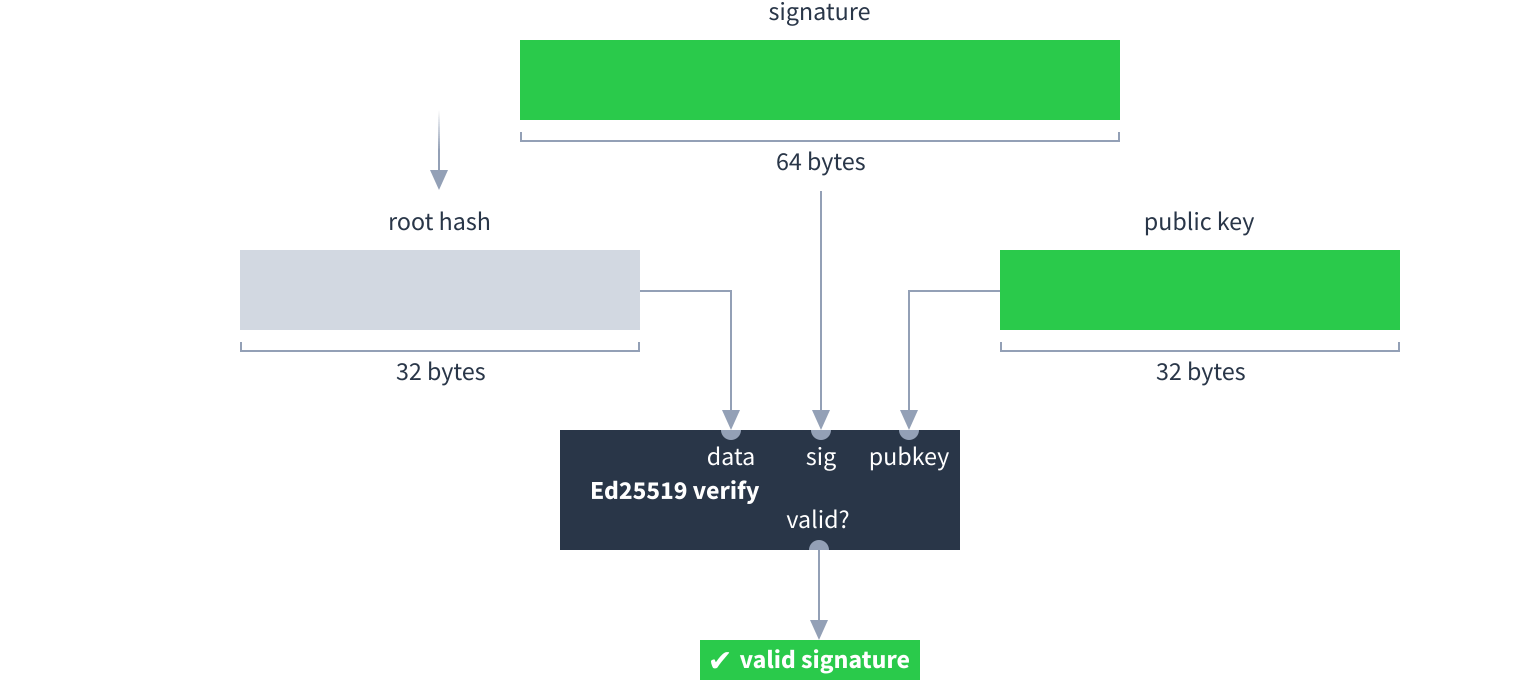 signature
64 bytes
root hash
public key
32 bytes
32 bytes
data
sig
pubkey
Ed25519 verify
valid?
✔ valid signature